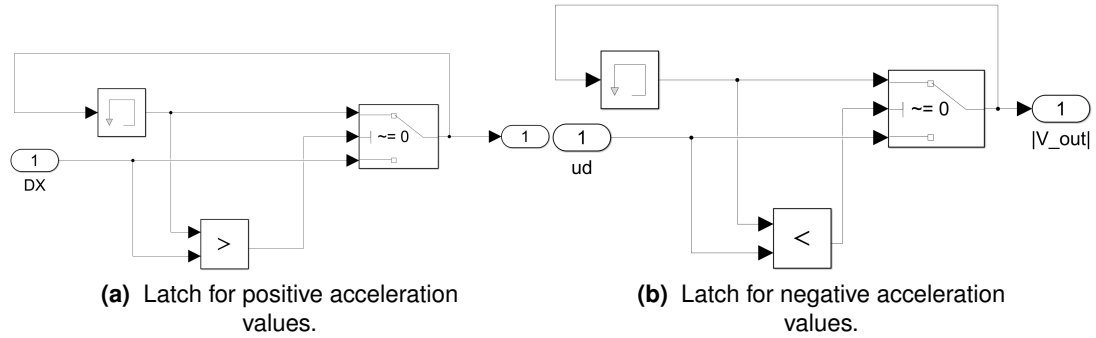 ~= 0
1
1
DX
>
(a) Latch for positive acceleration
values.
~= 0
1
ud
1
|V_out|
<
(b) Latch for negative acceleration
values.